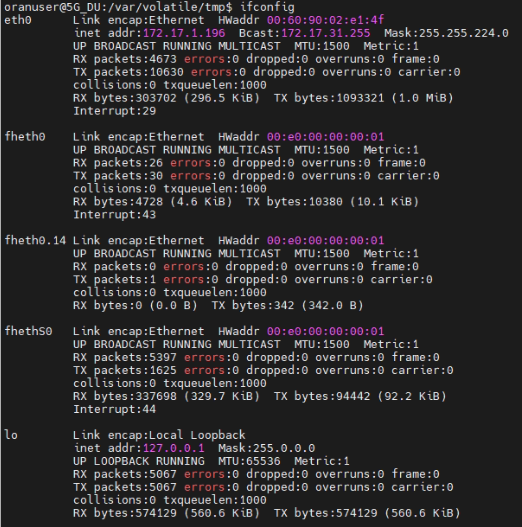 oranuser@5G_DU:/var/volatile/tmp$ ifconfig
eth0 Link encap:Ethernet HWaddr 00:60:90:02:e1:4f
inet addr:172.17.1.196 Bcast:172.17.31.255 Mask:255.255.224.0
UP BROADCAST RUNNING MULTICAST MTU:1500 Metric:1
RX packets:4673 errors:0 dropped:0 overruns:0 frame:0
TX packets:10630 errors:0 dropped:0 overruns:0 carrier:0
collisions:0 txqueuelen:1000
RX bytes:303702 (296.5 KiB) TX bytes:1093321 (1.0 MiB)
Interrupt:29
fheth0 Link encap:Ethernet HWaddr 00:e0:00:00:00:01
UP BROADCAST RUNNING MULTICAST MTU:1500 Metric:1
RX packets:26 errors:0 dropped:0 overruns:0 frame:0
TX packets:30 errors:0 dropped:0 overruns:0 carrier:0
collisions:0 txqueuelen:1000
RX bytes:4728 (4.6 KiB) TX bytes:10380 (10.1 KiB)
Interrupt:43
fheth0.14 Link encap:Ethernet HWaddr 00:e0:00:00:00:01
UP BROADCAST RUNNING MULTICAST MTU:1500 Metric:1
RX packets:0 errors:0 dropped:0 overruns:0 frame:0
TX packets:1 errors:0 dropped:0 overruns:0 carrier:0
collisions:0 txqueuelen:1000
RX bytes:0 (0.0 B) TX bytes:342 (342.0 B)
fhethS0 Link encap:Ethernet HWaddr 00:e0:00:00:00:01
UP BROADCAST RUNNING MULTICAST MTU:1500 Metric:1
RX packets:5397 errors:0 dropped:0 overruns:0 frame:0
TX packets:1625 errors:0 dropped:0 overruns:0 carrier:0
collisions:0 txqueuelen:1000
RX bytes:337698 (329.7 KiB) TX bytes:94442 (92.2 KiB)
Interrupt:44
lo Link encap:Local Loopback
inet addr:127.0.0.1 Mask:255.0.0.0
UP LOOPBACK RUNNING MTU:65536 Metric:1
RX packets:5067 errors:0 dropped:0 overruns:0 frame:0
TX packets:5067 errors:0 dropped:0 overruns:0 carrier:0
collisions:0 txqueuelen:1000
RX bytes:574129 (560.6 KiB) TX bytes:574129 (560.6 KiB)